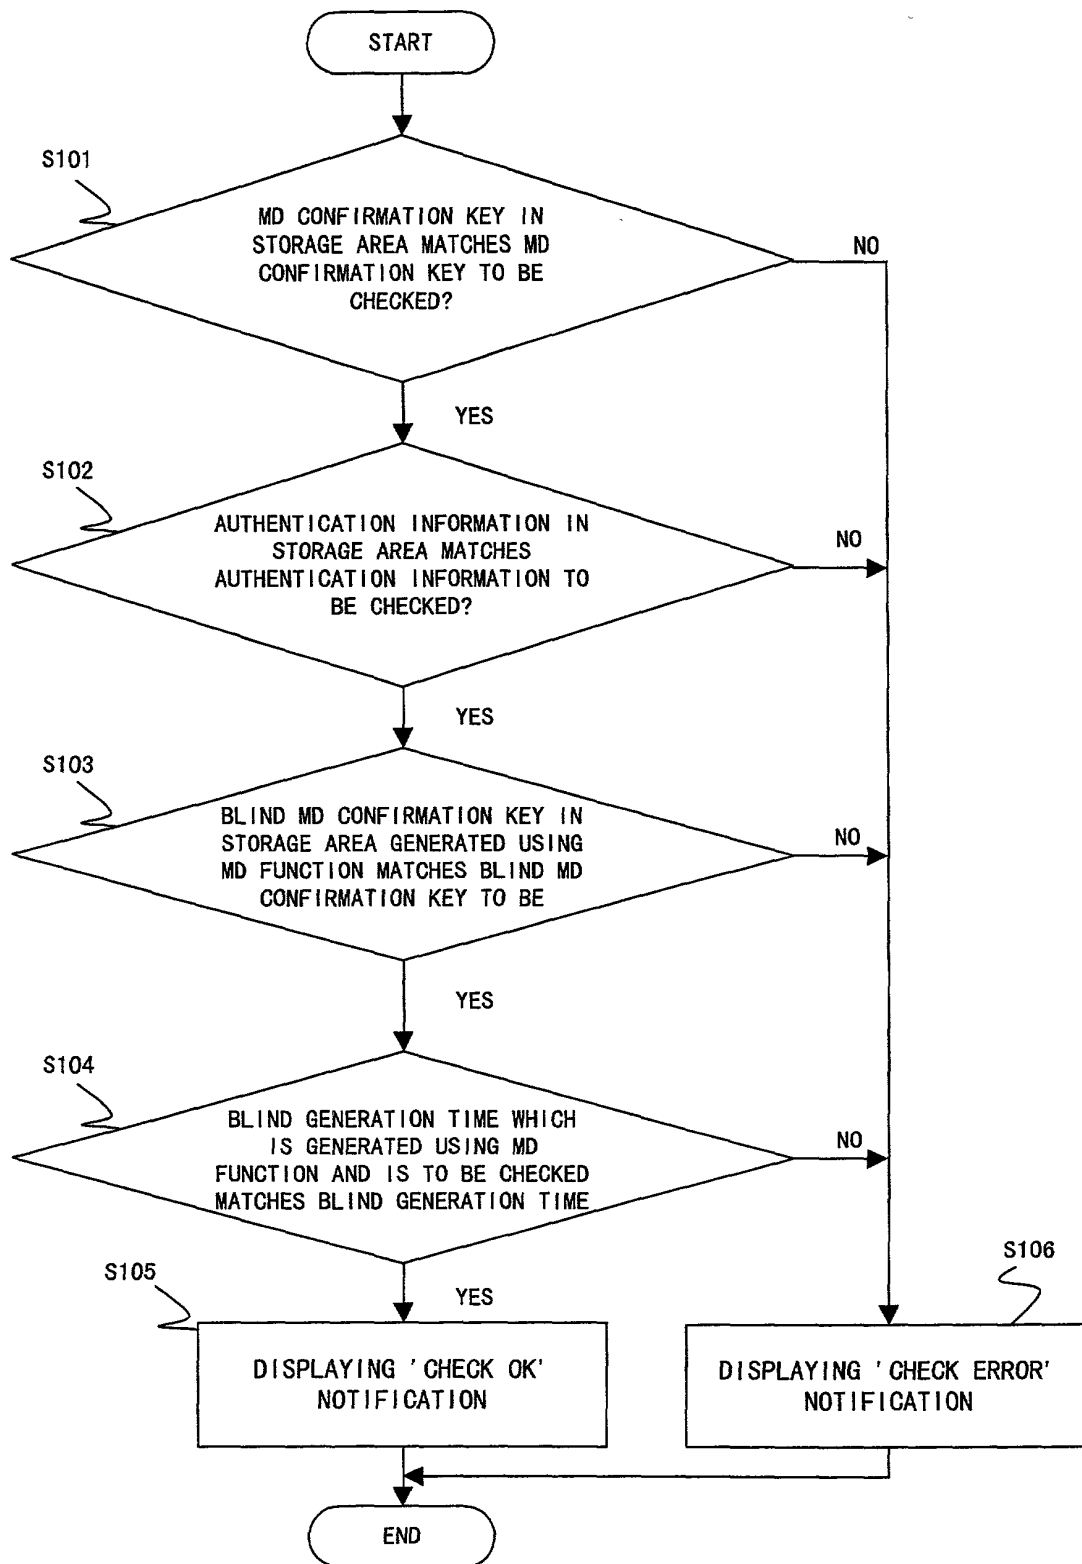 START
S101
MD CONFIRMATION KEY IN
STORAGE AREA MATCHES MD
CONFIRMATION KEY TO BE
CHECKED?
NO
YES
S102
AUTHENTICATION INFORMATION IN
STORAGE AREA MATCHES
AUTHENTICATION INFORMATION TO
BE CHECKED?
NO
YES
S103
BLIND MD CONFIRMATION KEY IN
STORAGE AREA GENERATED USING
MD FUNCTION MATCHES BLIND MD
CONFIRMATION KEY TO BE
NO
YES
S104
BLIND GENERATION TIME WHICH
IS GENERATED USING MD
FUNCTION AND IS TO BE CHECKED
MATCHES BLIND GENERATION TIME
NO
YES
S105
DISPLAYING 'CHECK OK'
NOTIFICATION
S106
DISPLAYING 'CHECK ERROR'
NOTIFICATION
END